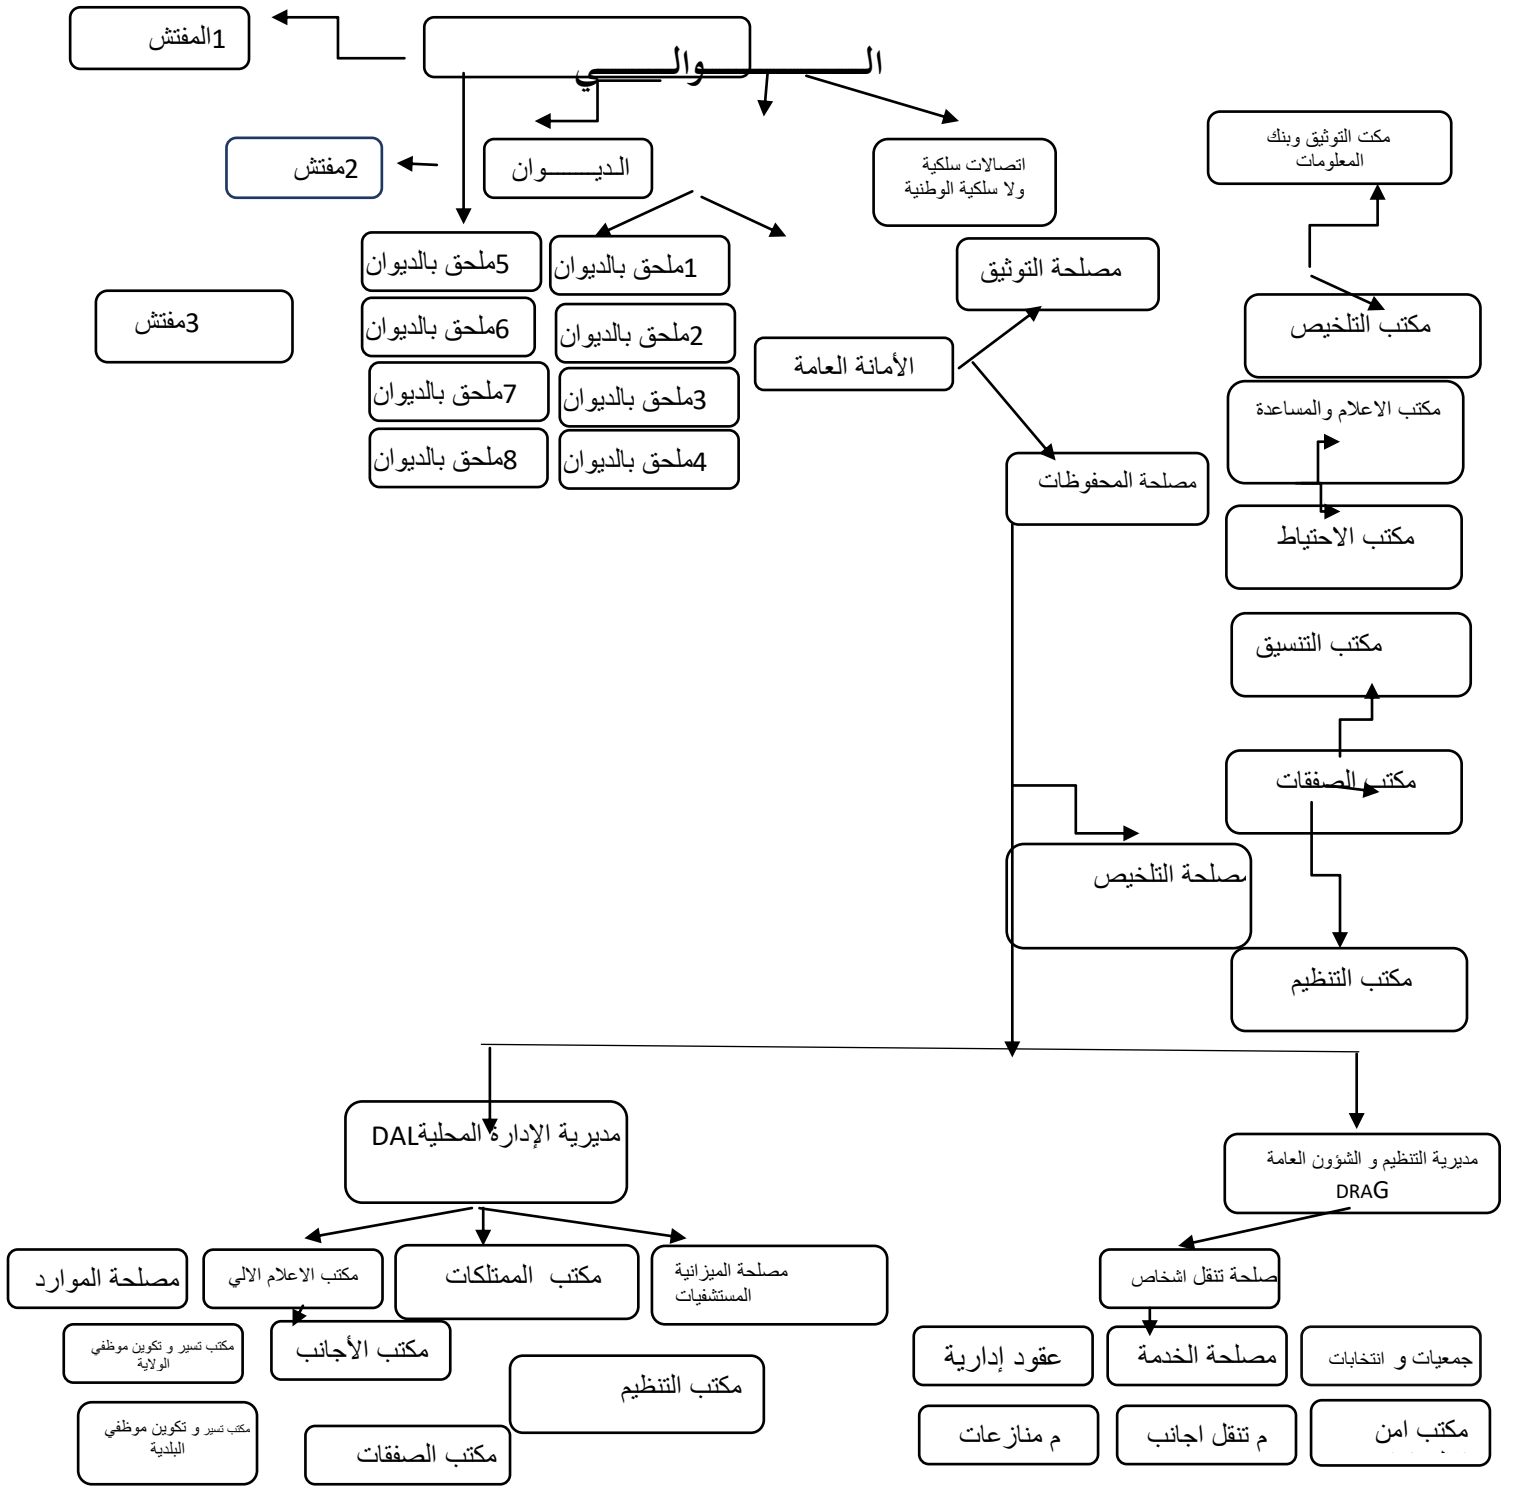 الـــــــــوالـــــــي
1المفتش
الديـــــــوان
2مفتش
اتصالات سلكية
ولا سلكية الوطنية
مكت التوثيق وبنك
المعلومات
1ملحق بالديوان
5ملحق بالديوان
مصلحة التوثيق
3مفتش
2ملحق بالديوان
6ملحق بالديوان
مكتب التلخيص
الأمانة العامة
3ملحق بالديوان
7ملحق بالديوان
مكتب الاعلام والمساعدة
4ملحق بالديوان
8ملحق بالديوان
مصلحة المحفوظات
مكتب الاحتياط
مكتب التنسيق
مكتب الصفقات
مصلحة التلخيص
مكتب التنظيم
مديرية الإدارة المحليةDAL
مديرية التنظيم و الشؤون العامة
DRAG
صلحة تنقل اشخاص
مصلحة الميزانية
المستشفيات
مكتب الممتلكات
مكتب الاعلام الالي
مصلحة الموارد
جمعيات و انتخابات
مصلحة الخدمة
عقود إدارية
مكتب الأجانب
مكتب تسير و تكوين موظفي
الولاية
مكتب التنظيم
مكتب امن
م تنقل اجانب
م منازعات
مكتب الصفقات
مكتب تسير و تكوين موظفي
البلدية